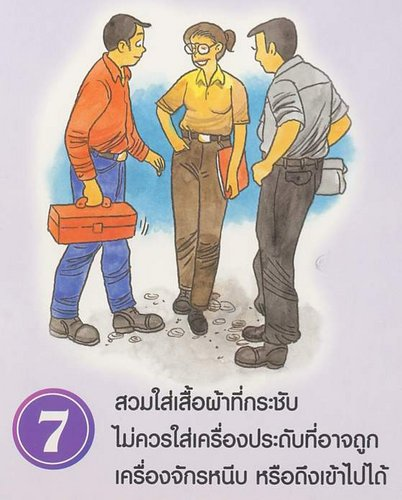 7
สวมใส่เสื้อผ้าที่กระชับ
ไม่ควรใส่เครื่องประดับที่อาจถูก
เครื่องจักรหนีบ หรือดึงเข้าไปได้